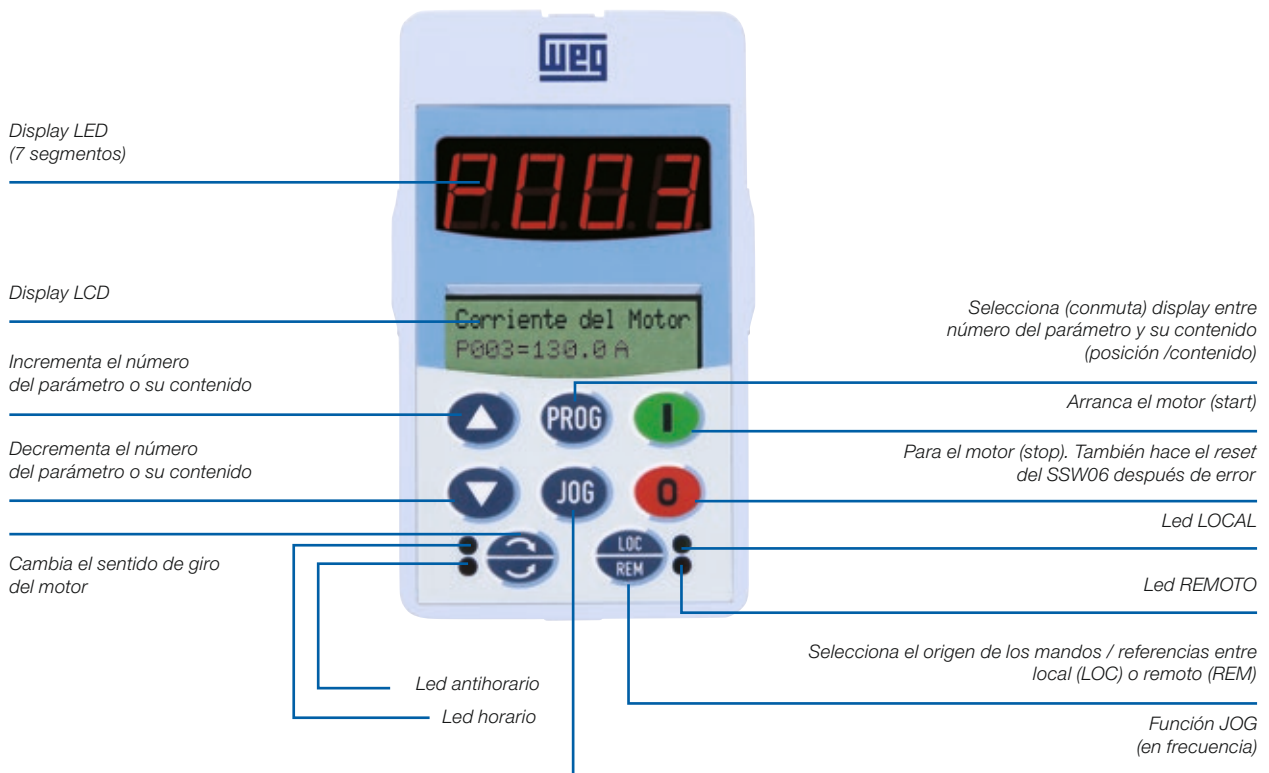 weg
Display LED
(7 segmentos)
P003
Display LCD
Corriente del Motor
P003=130.0 A
Selecciona (conmuta) display entre
número del parámetro y su contenido
(posición /contenido)
Incrementa el número
del parámetro o su contenido
PROG
I
Arranca el motor (start)
Decrementa el número
del parámetro o su contenido
JOG
0
Para el motor (stop). También hace el reset
del SSW06 después de error
Led LOCAL
Cambia el sentido de giro
del motor
LOC
REM
Led REMOTO
Selecciona el origen de los mandos / referencias entre
local (LOC) o remoto (REM)
Led antihorario
Led horario
Función JOG
(en frecuencia)